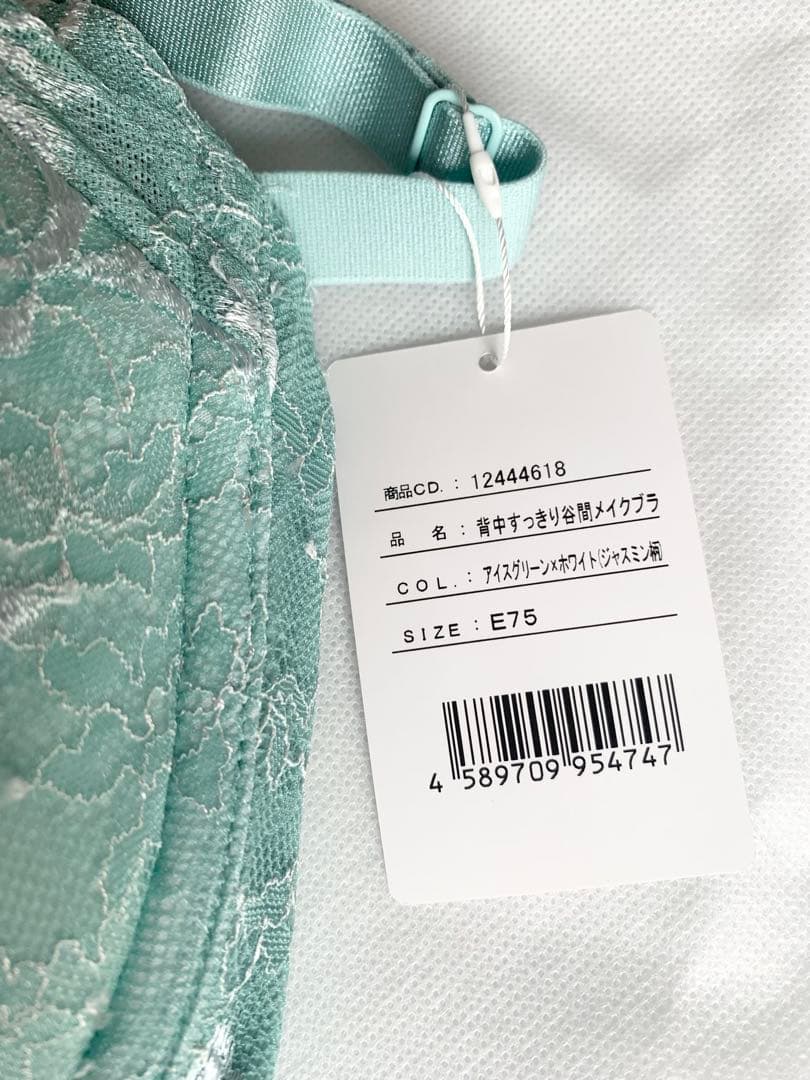 商品CD. : 12444618
品 名 : 背中すっきり谷間メイクブラ
COL. : アイスグリーン×ホワイト(ジャスミン柄)
SIZE : E75
4 589709 954747